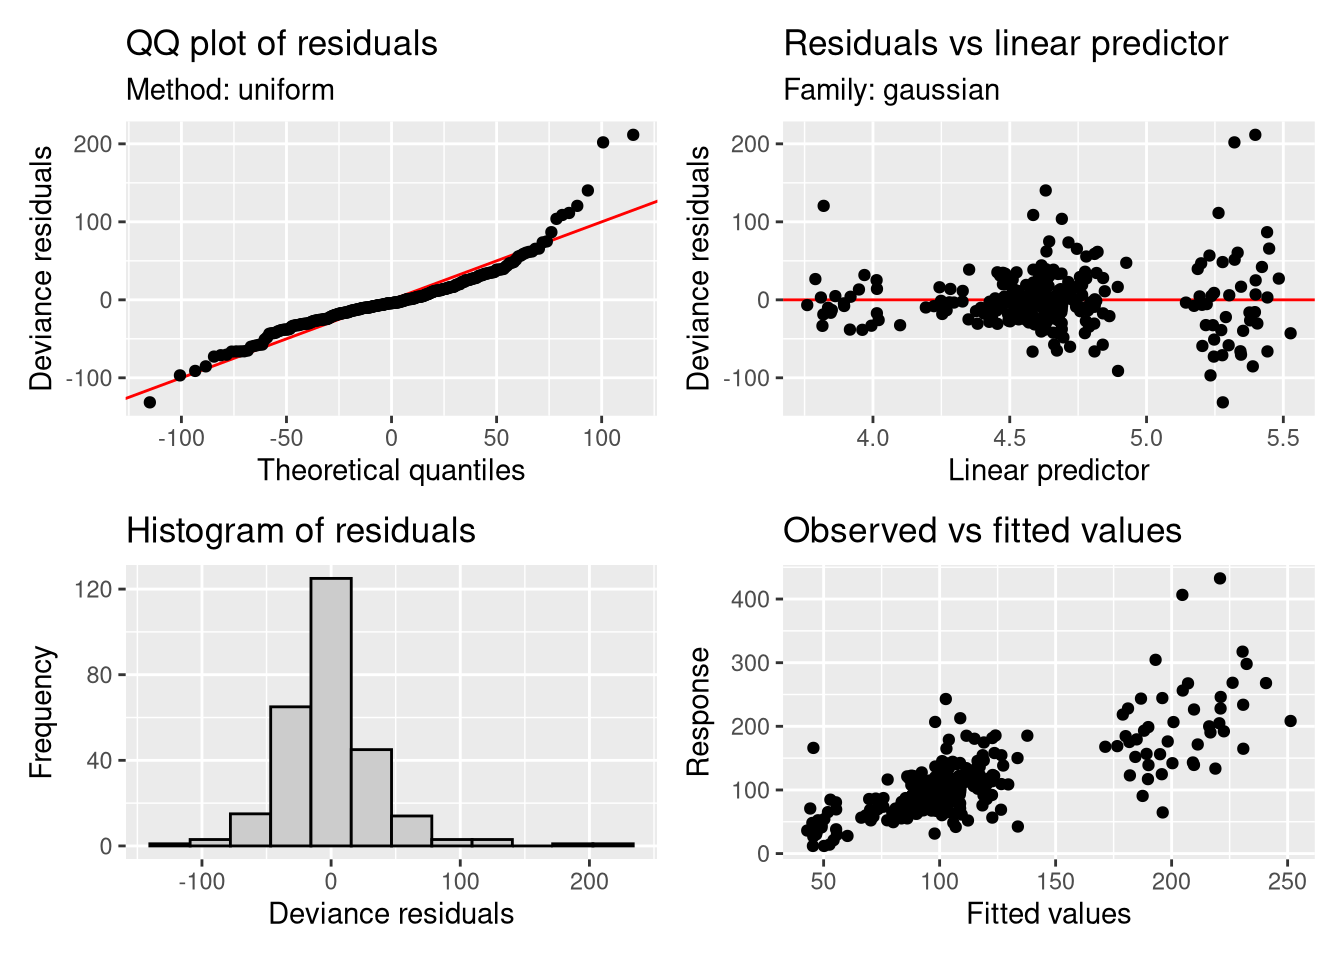 QQ plot of residuals
Method: uniform
200
100
0
-100
-100
-50
0
50
100
Theoretical quantiles
Deviance residuals
Residuals vs linear predictor
Family: gaussian
200
100
0
-100
4.0
4.5
5.0
5.5
Linear predictor
Deviance residuals
Histogram of residuals
120
80
40
0
-100
0
100
200
Deviance residuals
Frequency
Observed vs fitted values
400
300
200
100
0
50
100
150
200
250
Fitted values
Response